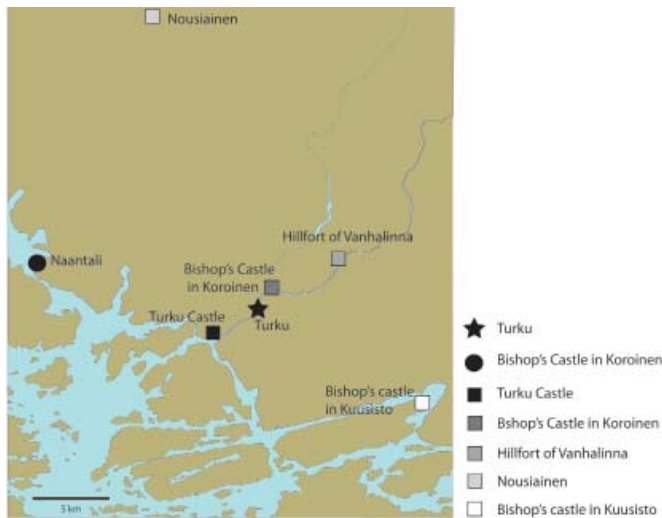 Nousiainen
Hillfort of Vanhalinna
Naantali
Bishop's Castle
in Koroinen
Turku Castle
Turku
Bishop's castle
in Kuusisto
5 km
Turku
Bishop's Castle in Koroinen
Turku Castle
Bshop's Castle in Koroinen
Hillfort of Vanhalinna
Nousiainen
Bishop's castle in Kuusisto